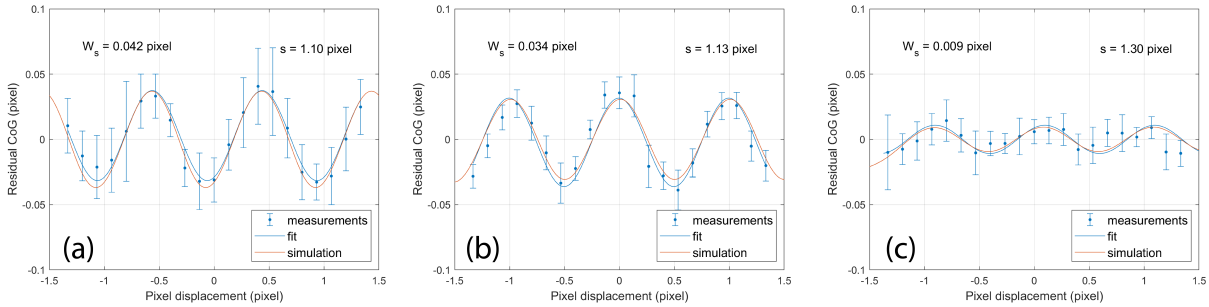 0.1
0.05
0
-0.05
-0.1
Residual CoG (pixel)
Wₛ = 0.042 pixel
s = 1.10 pixel
(a)
measurements
fit
simulation
-1.5 -1 -0.5 0 0.5 1 1.5
Pixel displacement (pixel)
0.1
0.05
0
-0.05
-0.1
Residual CoG (pixel)
Wₛ = 0.034 pixel
s = 1.13 pixel
(b)
measurements
fit
simulation
-1.5 -1 -0.5 0 0.5 1 1.5
Pixel displacement (pixel)
0.1
0.05
0
-0.05
-0.1
Residual CoG (pixel)
Wₛ = 0.009 pixel
s = 1.30 pixel
(c)
measurements
fit
simulation
-1.5 -1 -0.5 0 0.5 1 1.5
Pixel displacement (pixel)